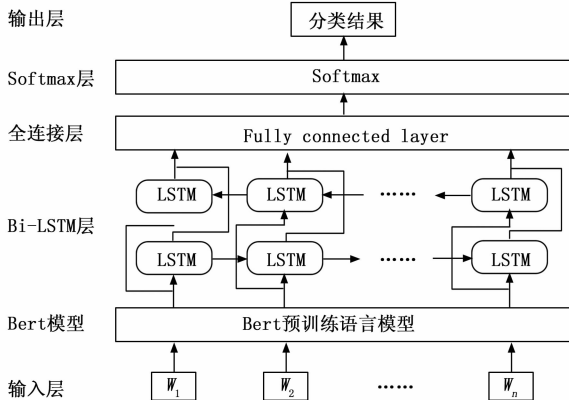 输出层 分类结果
Softmax层 Softmax
全连接层 Fully connected layer
LSTM LSTM …… LSTM
Bi-LSTM层
LSTM LSTM …… LSTM
Bert模型 Bert预训练语言模型
输入层 W1 W2 …… Wn